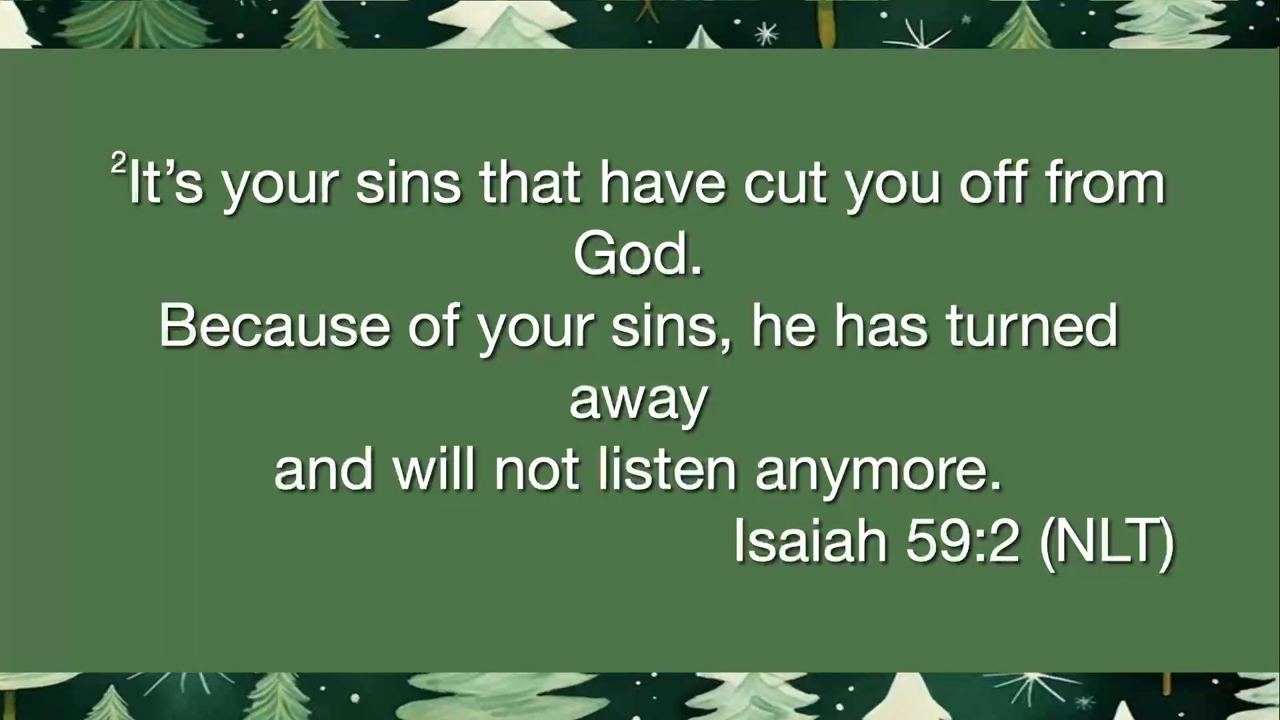 ²It’s your sins that have cut you off from
God.
Because of your sins, he has turned
away
and will not listen anymore.
Isaiah 59:2 (NLT)